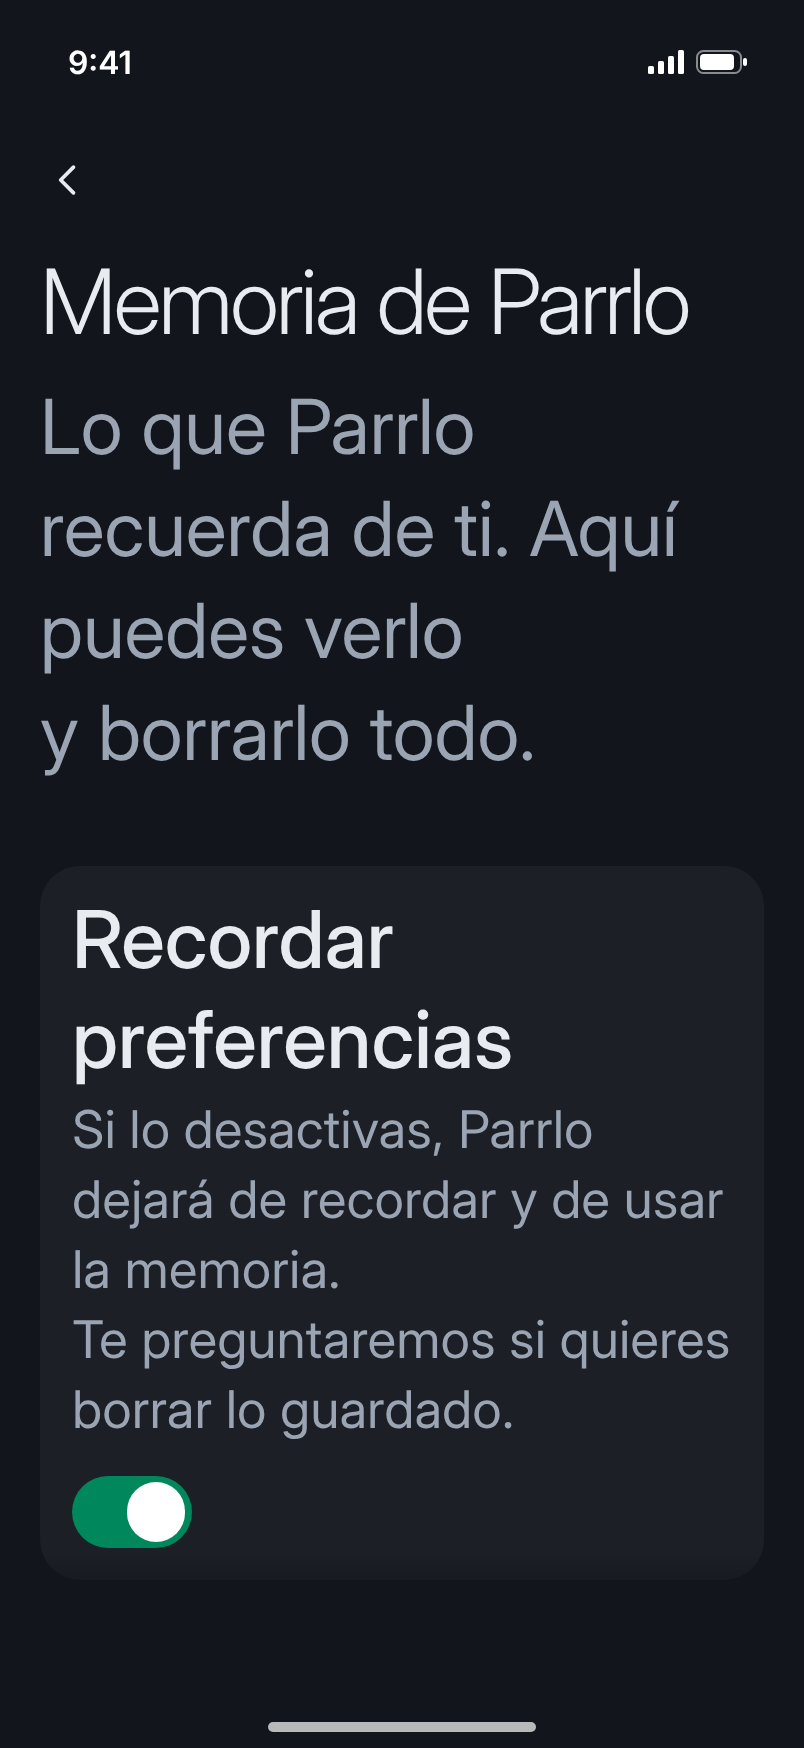 9:41
Memoria de Parrlo
Lo que Parrlo
recuerda de ti. Aquí
puedes verlo
y borrarlo todo.
Recordar
preferencias
Si lo desactivas, Parrlo
dejará de recordar y de usar
la memoria.
Te preguntaremos si quieres
borrar lo guardado.